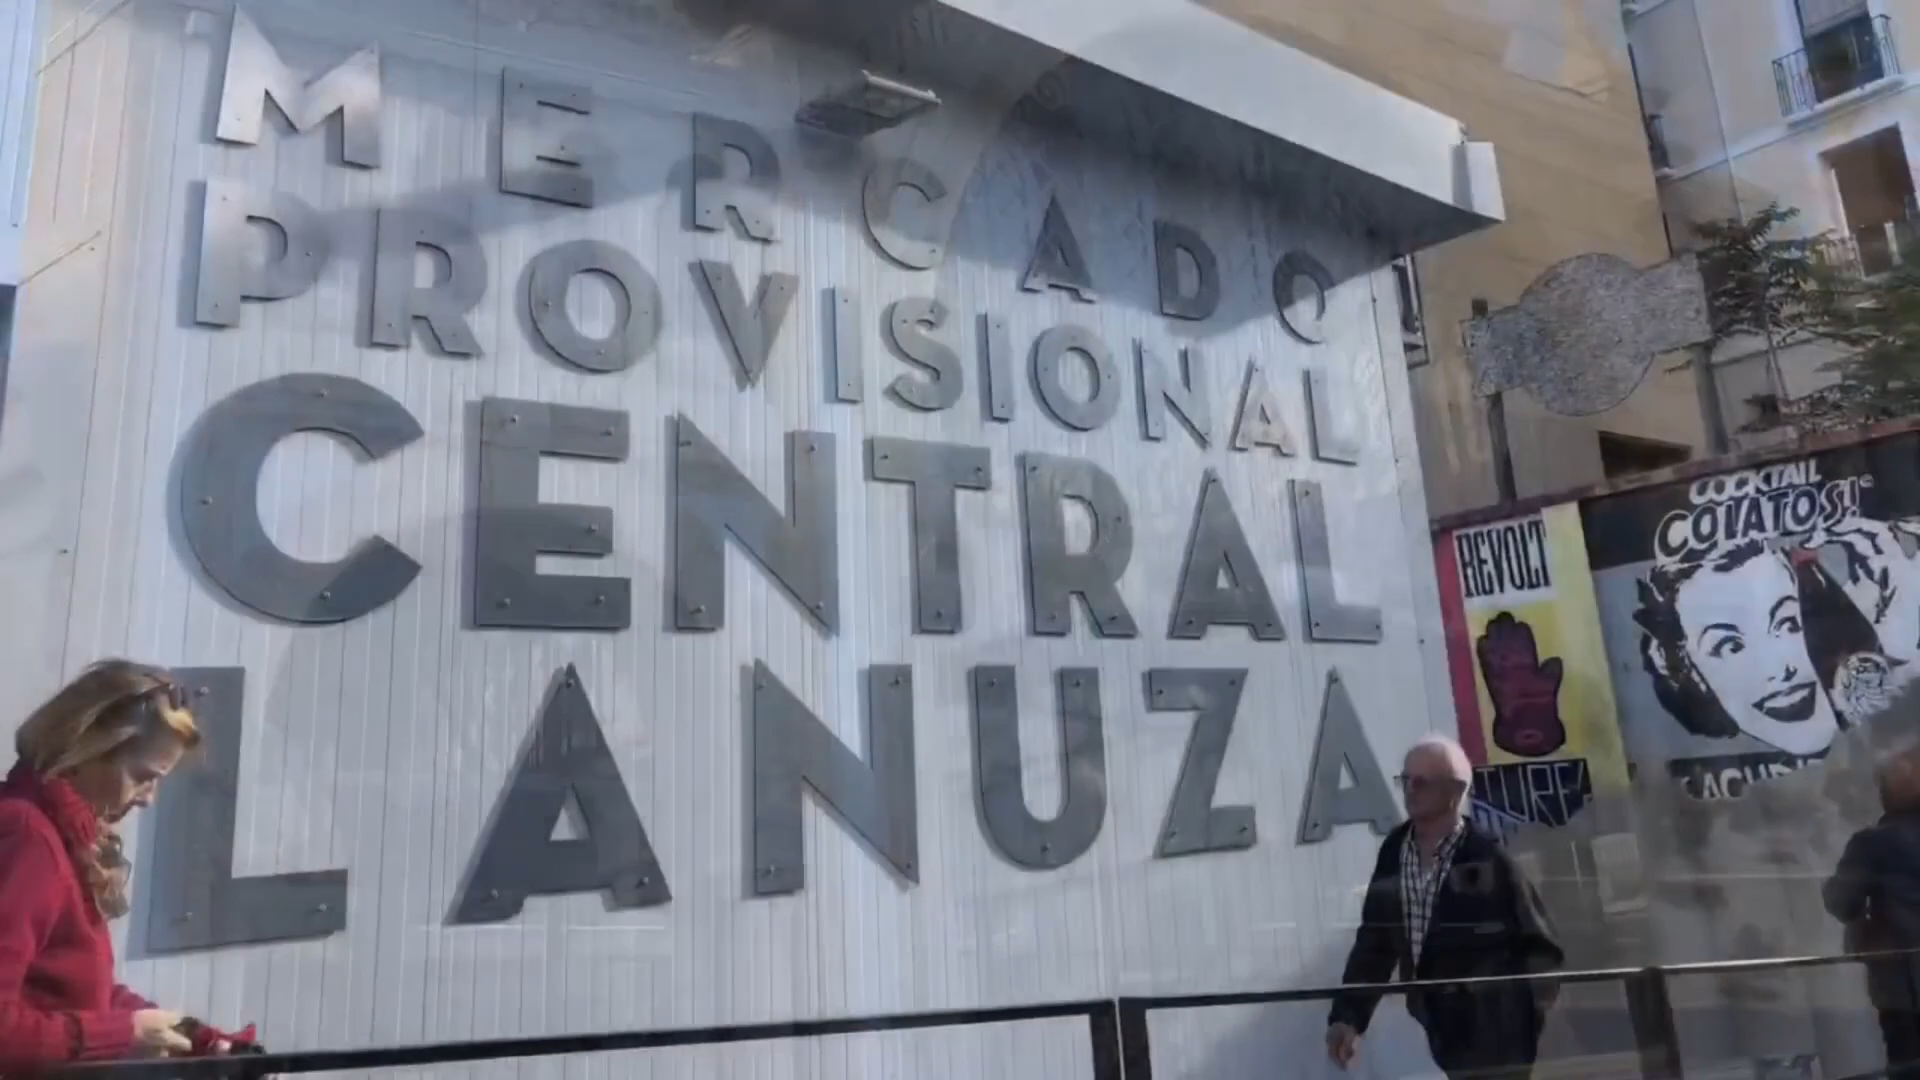 MERCADO
PROVISIONAL
CENTRAL
LANUZA
REVOLT
COCKTAIL
COLATOS!